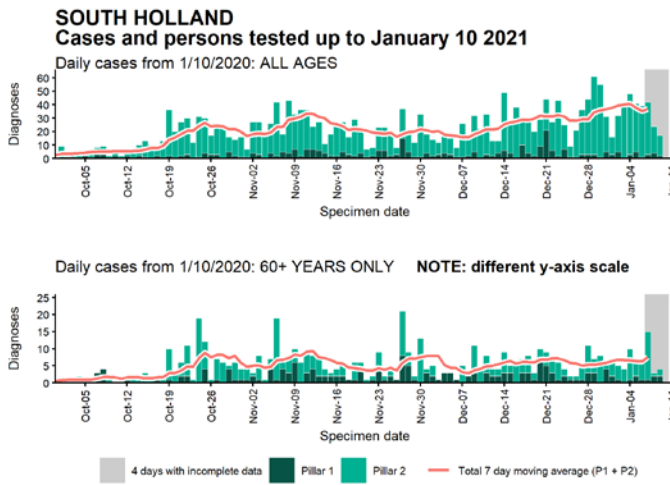 SOUTH HOLLAND
Cases and persons tested up to January 10 2021
Daily cases from 1/10/2020: ALL AGES
Diagnoses
60
50
40
30
20
10
0
Oct-05
Oct-12
Oct-19
Oct-26
Nov-02
Nov-09
Nov-16
Nov-23
Nov-30
Dec-07
Dec-14
Dec-21
Dec-28
Jan-04
Specimen date
Daily cases from 1/10/2020: 60+ YEARS ONLY NOTE: different y-axis scale
Diagnoses
25
20
15
10
5
0
Oct-05
Oct-12
Oct-19
Oct-26
Nov-02
Nov-09
Nov-16
Nov-23
Nov-30
Dec-07
Dec-14
Dec-21
Dec-28
Jan-04
Specimen date
4 days with incomplete data Pillar 1 Pillar 2 Total 7 day moving average (P1 + P2)